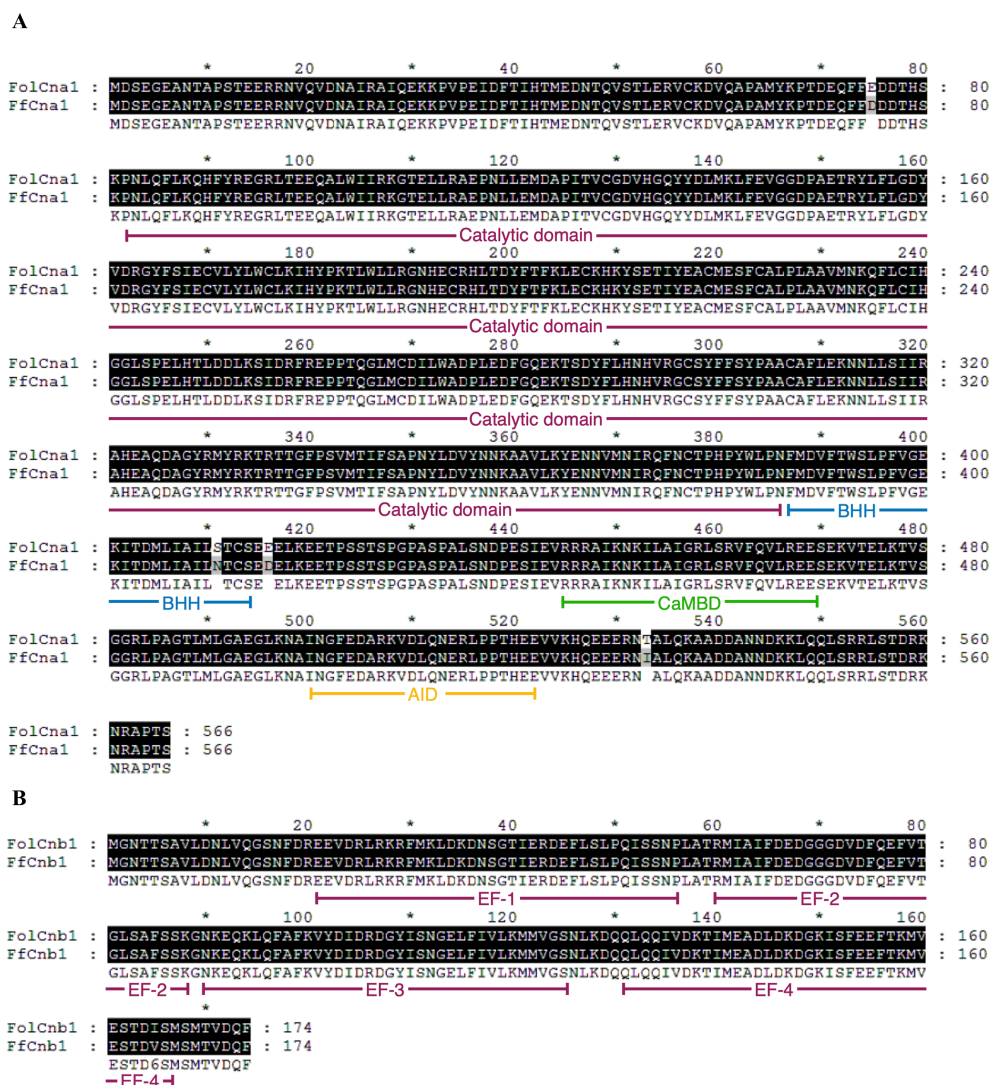 A
* 20 * 40 * 60 * 80
FolCna1 : MDSEGEANTAPSTEERRNVQVDNAIRAIQEKKPVPEIDFTIHTMEDNTQVSTLERVCKDVQAPAMYKPTDEQFFEDDTHS : 80
FfCna1 : MDSEGEANTAPSTEERRNVQVDNAIRAIQEKKPVPEIDFTIHTMEDNTQVSTLERVCKDVQAPAMYKPTDEQFFDDDTHS : 80
MDSEGEANTAPSTEERRNVQVDNAIRAIQEKKPVPEIDFTIHTMEDNTQVSTLERVCKDVQAPAMYKPTDEQFF DDTHS
* 100 * 120 * 140 * 160
FolCna1 : KPNLQFLKQHFYREGRLTEEQALWIIRKGTELLRAEPNLLEMDAPITVCGDVHGQYYDLMKLFEVGGDPAETRYLFLGDY : 160
FfCna1 : KPNLQFLKQHFYREGRLTEEQALWIIRKGTELLRAEPNLLEMDAPITVCGDVHGQYYDLMKLFEVGGDPAETRYLFLGDY : 160
KPNLQFLKQHFYREGRLTEEQALWIIRKGTELLRAEPNLLEMDAPITVCGDVHGQYYDLMKLFEVGGDPAETRYLFLGDY
Catalytic domain
* 180 * 200 * 220 * 240
FolCna1 : VDRGYFSIECVLYLWCLKIHYPKTLWLLRGNHECRHLTDYFTFKLECKHKYSETIYEACMESFCALPLAAVMNKQFLCIH : 240
FfCna1 : VDRGYFSIECVLYLWCLKIHYPKTLWLLRGNHECRHLTDYFTFKLECKHKYSETIYEACMESFCALPLAAVMNKQFLCIH : 240
VDRGYFSIECVLYLWCLKIHYPKTLWLLRGNHECRHLTDYFTFKLECKHKYSETIYEACMESFCALPLAAVMNKQFLCIH
Catalytic domain
* 260 * 280 * 300 * 320
FolCna1 : GGLSPELHTLDDLKSIDRFREPPTQGLMCDILWADPLEDFGQEKTSDYFLHNHVRGCSYFFSYPAACAFLEKNNLLSIIR : 320
FfCna1 : GGLSPELHTLDDLKSIDRFREPPTQGLMCDILWADPLEDFGQEKTSDYFLHNHVRGCSYFFSYPAACAFLEKNNLLSIIR : 320
GGLSPELHTLDDLKSIDRFREPPTQGLMCDILWADPLEDFGQEKTSDYFLHNHVRGCSYFFSYPAACAFLEKNNLLSIIR
Catalytic domain
* 340 * 360 * 380 * 400
FolCna1 : AHEAQDAGYRMYRKTRTTGFPSVMTIFSAPNYLDVYNNKAAVLKYENNVMNIRQFNCTPHPYWLPNFMDVFTWSLPFVGE : 400
FfCna1 : AHEAQDAGYRMYRKTRTTGFPSVMTIFSAPNYLDVYNNKAAVLKYENNVMNIRQFNCTPHPYWLPNFMDVFTWSLPFVGE : 400
AHEAQDAGYRMYRKTRTTGFPSVMTIFSAPNYLDVYNNKAAVLKYENNVMNIRQFNCTPHPYWLPNFMDVFTWSLPFVGE
Catalytic domain BHH
* 420 * 440 * 460 * 480
FolCna1 : KITDMLIAILSTCSEEELKEETPSSTSPGPASPALSNDPESIEVRRRAIKNKILAIGRLSRVFQVLREESEKVTELKTVS : 480
FfCna1 : KITDMLIAILNTCSEDELKEETPSSTSPGPASPALSNDPESIEVRRRAIKNKILAIGRLSRVFQVLREESEKVTELKTVS : 480
KITDMLIAIL TCSE ELKEETPSSTSPGPASPALSNDPESIEVRRRAIKNKILAIGRLSRVFQVLREESEKVTELKTVS
BHH CaMBD
* 500 * 520 * 540 * 560
FolCna1 : GGRLPAGTLMLGAEGLKNAINGFEDARKVDLQNERLPPTHEEVVKHQEEERNTALQKAADDANNDKKLQQLSRRLSTDRK : 560
FfCna1 : GGRLPAGTLMLGAEGLKNAINGFEDARKVDLQNERLPPTHEEVVKHQEEERNIALQKAADDANNDKKLQQLSRRLSTDRK : 560
GGRLPAGTLMLGAEGLKNAINGFEDARKVDLQNERLPPTHEEVVKHQEEERN ALQKAADDANNDKKLQQLSRRLSTDRK
AID
FolCna1 : NRAPTS : 566
FfCna1 : NRAPTS : 566
NRAPTS
B
* 20 * 40 * 60 * 80
FolCnb1 : MGNTTSAVLDNLVQGSNFDREEVDRLRKRFMKLDKDNSGTIERDEFLSLPQISSNPLATRMIAIFDEDGGGDVDFQEFVT : 80
FfCnb1 : MGNTTSAVLDNLVQGSNFDREEVDRLRKRFMKLDKDNSGTIERDEFLSLPQISSNPLATRMIAIFDEDGGGDVDFQEFVT : 80
MGNTTSAVLDNLVQGSNFDREEVDRLRKRFMKLDKDNSGTIERDEFLSLPQISSNPLATRMIAIFDEDGGGDVDFQEFVT
EF-1 EF-2
* 100 * 120 * 140 * 160
FolCnb1 : GLSAFSSKGNKEQKLQFAFKVYDIDRDGYISNGELFIVLKMMVGSNLKDQQLQQIVDKTIMEADLDKDGKISFEEFTKMV : 160
FfCnb1 : GLSAFSSKGNKEQKLQFAFKVYDIDRDGYISNGELFIVLKMMVGSNLKDQQLQQIVDKTIMEADLDKDGKISFEEFTKMV : 160
GLSAFSSKGNKEQKLQFAFKVYDIDRDGYISNGELFIVLKMMVGSNLKDQQLQQIVDKTIMEADLDKDGKISFEEFTKMV
EF-2 EF-3 EF-4
*
FolCnb1 : ESTDISMSMTVDQF : 174
FfCnb1 : ESTDVSMSMTVDQF : 174
ESTD6SMSMTVDQF
EF-4